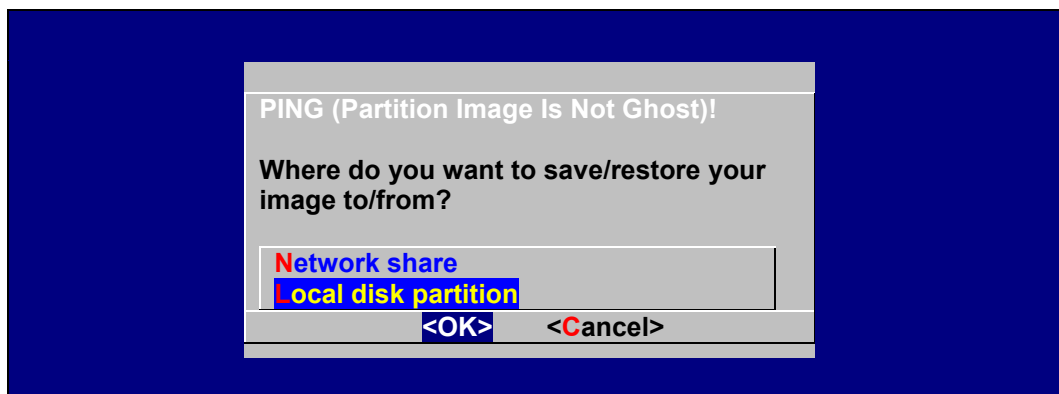 PING (Partition Image Is Not Ghost)!
Where do you want to save/restore your
image to/from?
Network share
Local disk partition
<OK> <Cancel>